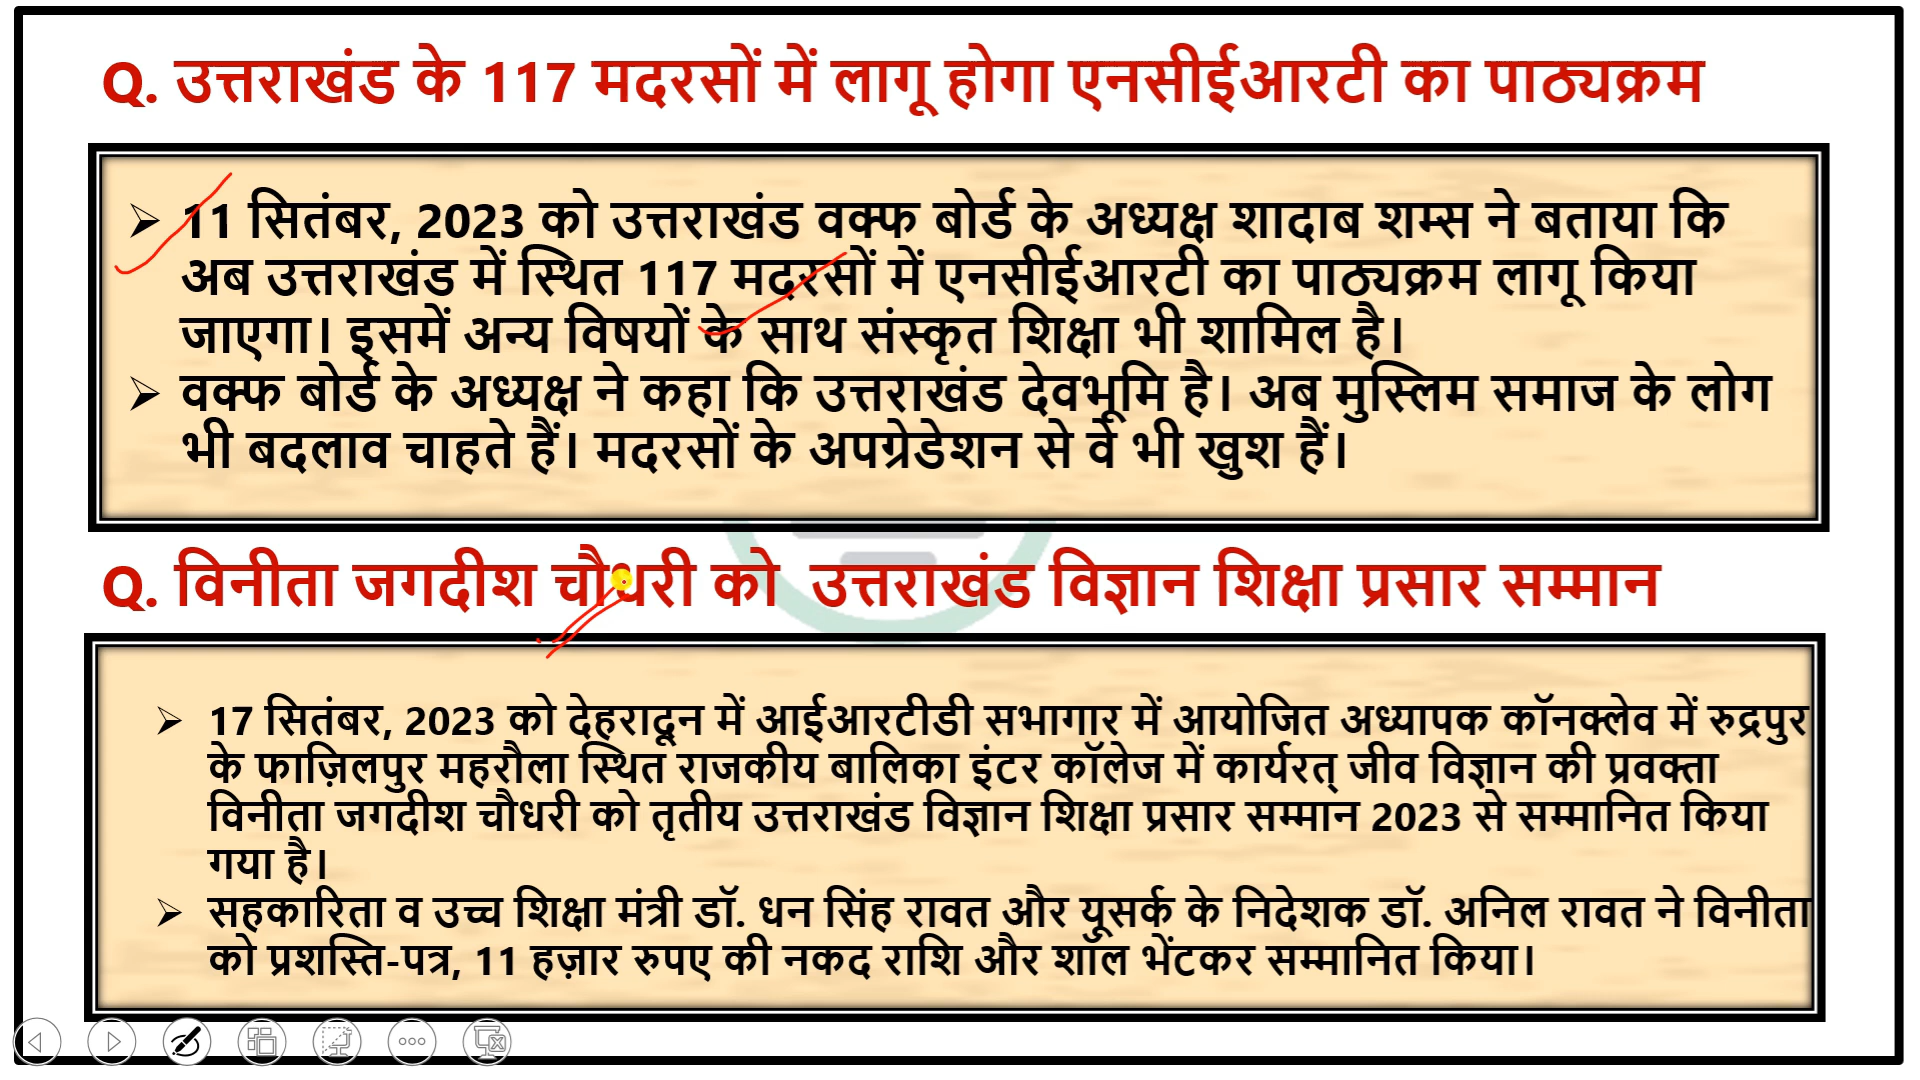 Q. उत्तराखंड के 117 मदरसों में लागू होगा एनसीईआरटी का पाठ्यक्रम
➢ 11 सितंबर, 2023 को उत्तराखंड वक्फ बोर्ड के अध्यक्ष शादाब शम्स ने बताया कि
अब उत्तराखंड में स्थित 117 मदरसों में एनसीईआरटी का पाठ्यक्रम लागू किया
जाएगा। इसमें अन्य विषयों के साथ संस्कृत शिक्षा भी शामिल है।
➢ वक्फ बोर्ड के अध्यक्ष ने कहा कि उत्तराखंड देवभूमि है। अब मुस्लिम समाज के लोग
भी बदलाव चाहते हैं। मदरसों के अपग्रेडेशन से वे भी खुश हैं।
Q. विनीता जगदीश चौधरी को उत्तराखंड विज्ञान शिक्षा प्रसार सम्मान
➢ 17 सितंबर, 2023 को देहरादून में आईआरटीडी सभागार में आयोजित अध्यापक कॉनक्लेव में रुद्रपुर
के फाज़िलपुर महरौला स्थित राजकीय बालिका इंटर कॉलेज में कार्यरत् जीव विज्ञान की प्रवक्ता
विनीता जगदीश चौधरी को तृतीय उत्तराखंड विज्ञान शिक्षा प्रसार सम्मान 2023 से सम्मानित किया
गया है।
➢ सहकारिता व उच्च शिक्षा मंत्री डॉ. धन सिंह रावत और यूसर्क के निदेशक डॉ. अनिल रावत ने विनीता
को प्रशस्ति-पत्र, 11 हज़ार रुपए की नकद राशि और शॉल भेंटकर सम्मानित किया।